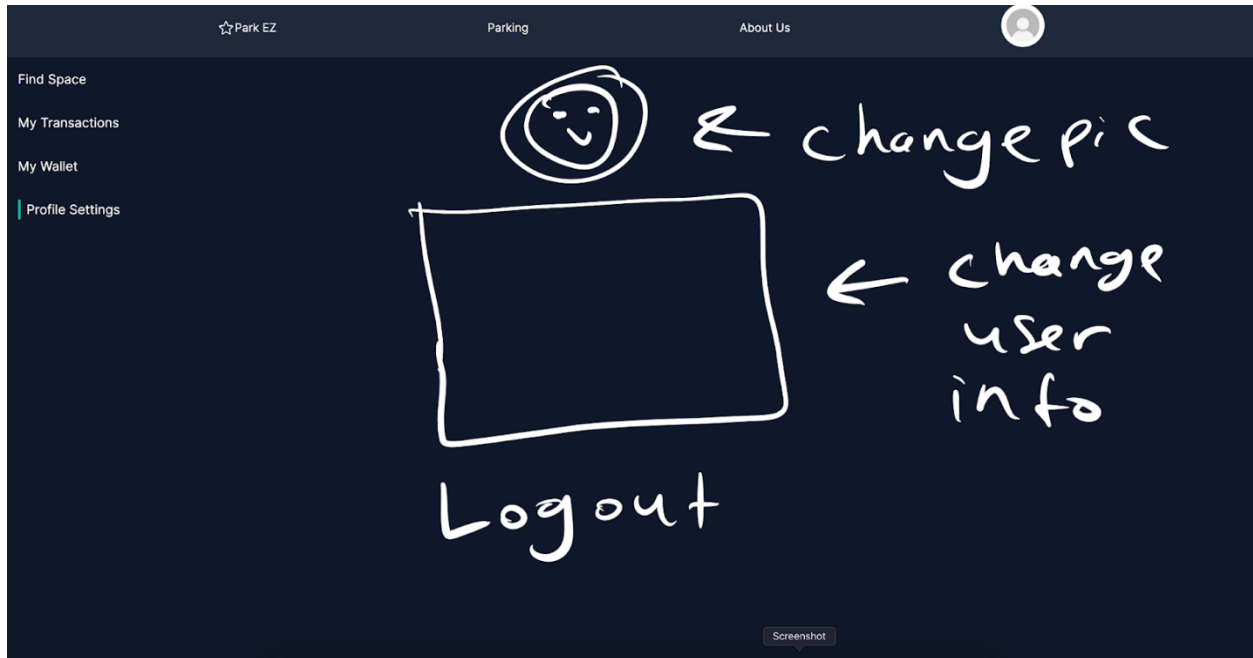 Park EZ Parking About Us
Find Space
My Transactions
My Wallet
Profile Settings
change pic
change
user
info
Logout
Screenshot